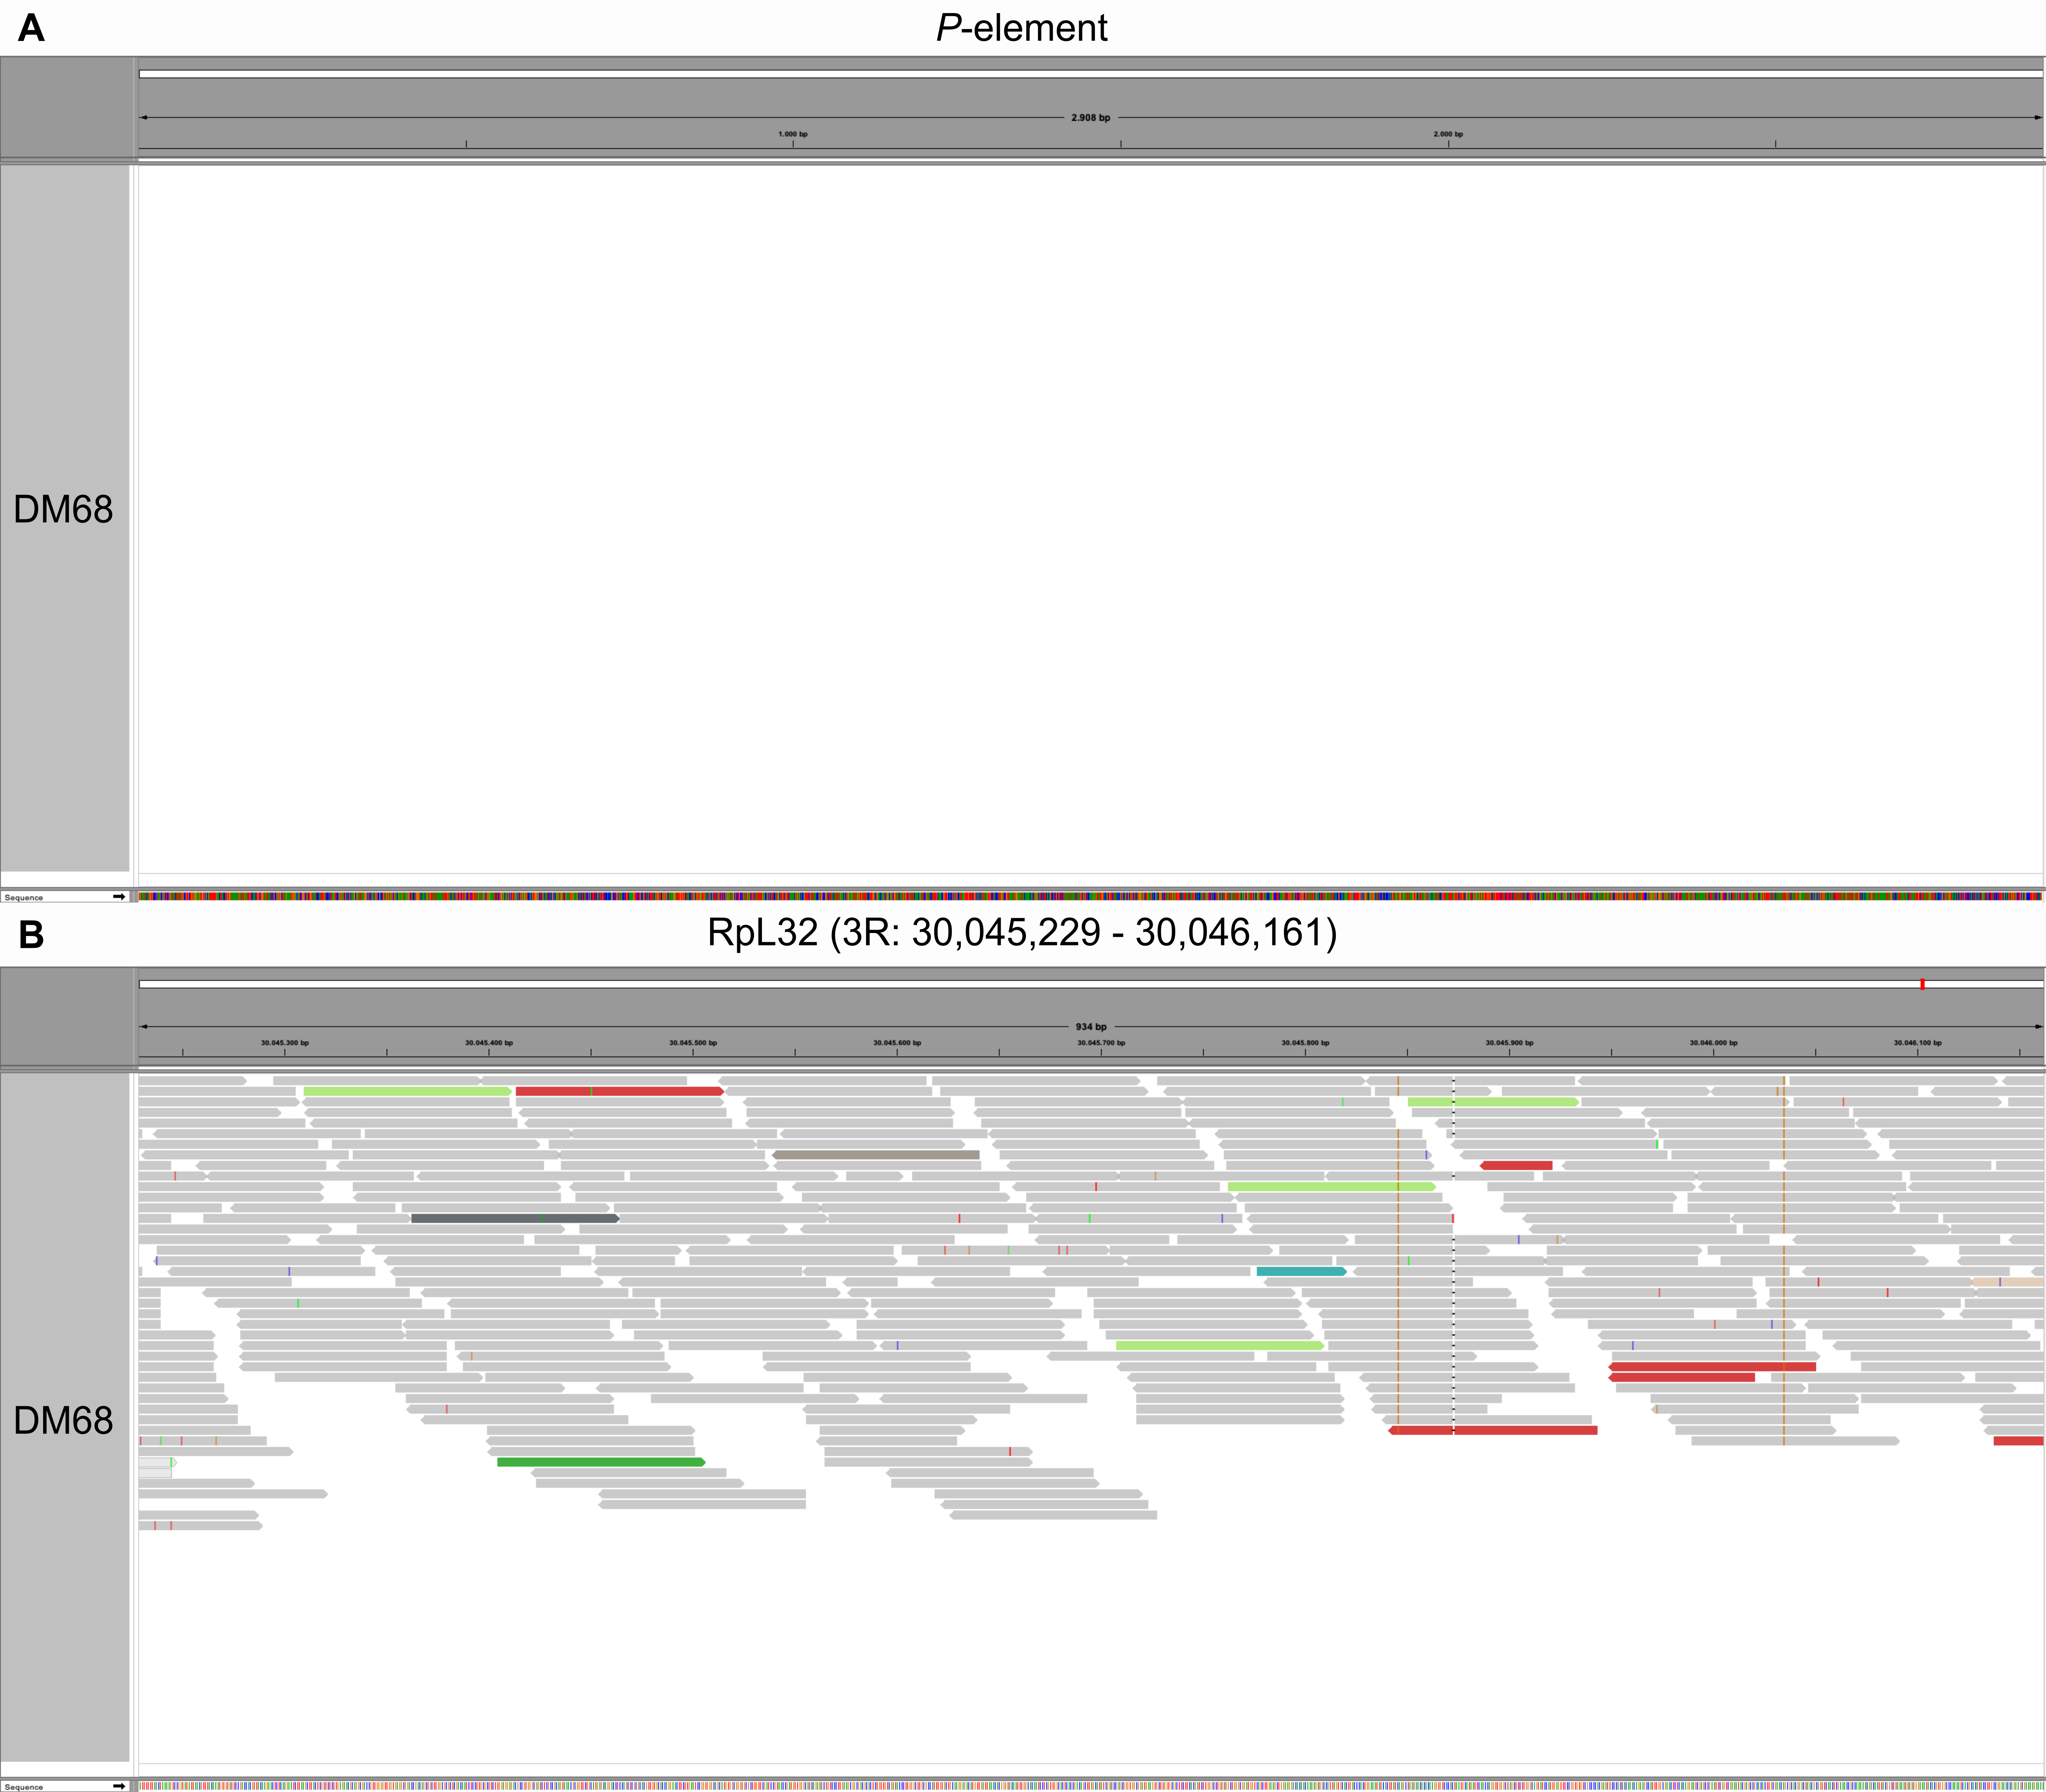 A
P-element
2.908 bp
1.000 bp
2.000 bp
DM68
Sequence
B
RpL32 (3R: 30,045,229 - 30,046,161)
934 bp
30.045.300 bp
30.045.400 bp
30.045.500 bp
30.045.600 bp
30.045.700 bp
30.045.800 bp
30.045.900 bp
30.046.000 bp
30.046.100 bp
DM68
Sequence